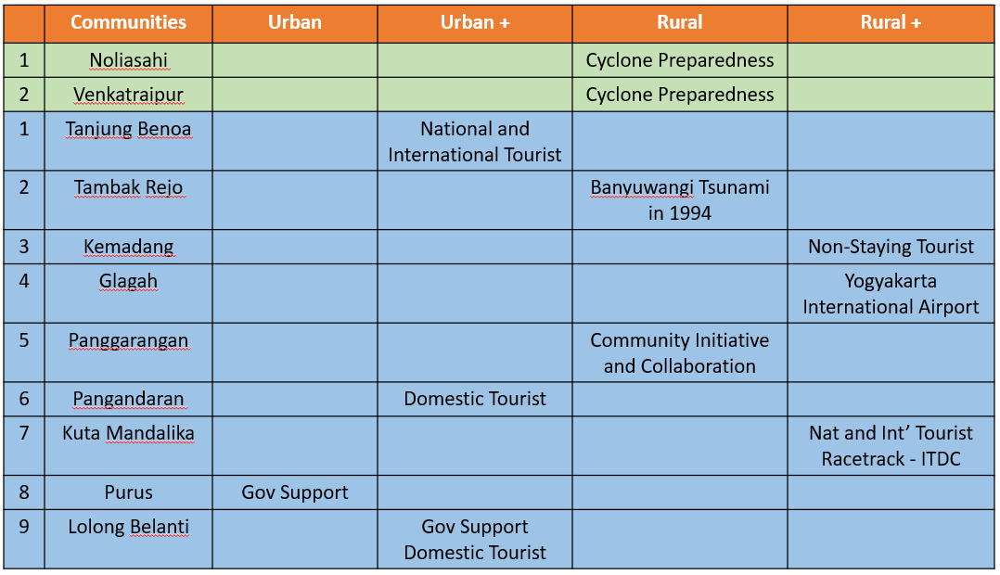 Communities Urban Urban + Rural Rural +
1 Noliasahi Cyclone Preparedness
2 Venkatraipur Cyclone Preparedness
1 Tanjung Benoa National and
International Tourist
2 Tambak Rejo Banyuwangi Tsunami
in 1994
3 Kemadang Non-Staying Tourist
4 Glagah Yogyakarta
International Airport
5 Panggarangan Community Initiative
and Collaboration
6 Pangandaran Domestic Tourist
7 Kuta Mandalika Nat and Int’ Tourist
Racetrack - ITDC
8 Purus Gov Support
9 Lolong Belanti Gov Support
Domestic Tourist